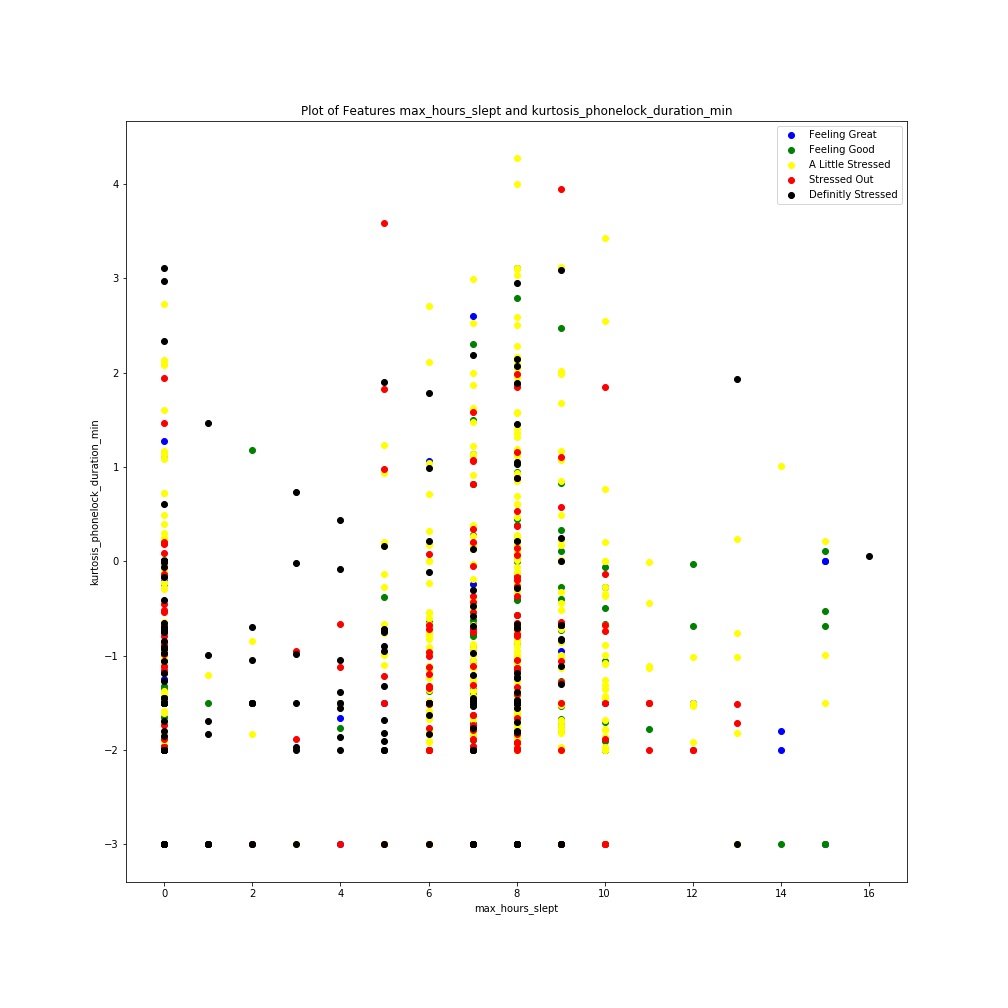 Plot of Features max_hours_slept and kurtosis_phonelock_duration_min
Feeling Great
Feeling Good
A Little Stressed
Stressed Out
Definitly Stressed
4
3
2
1
0
−1
−2
−3
kurtosis_phonelock_duration_min
0 2 4 6 8 10 12 14 16
max_hours_slept